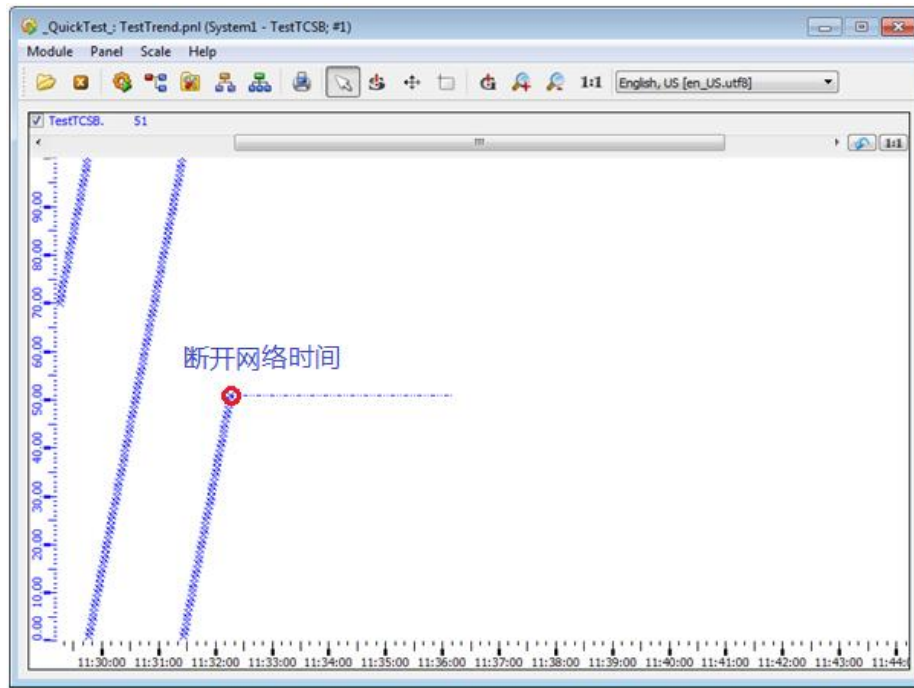 _QuickTest_: TestTrend.pnl (System1 - TestTCSB; #1)
Module Panel Scale Help
1:1 English, US [en_US.utf8]
TestTCSB. 51
1:1
90.00
80.00
70.00
60.00
断开网络时间
50.00
40.00
30.00
20.00
10.00
0.00
11:30:00 11:31:00 11:32:00 11:33:00 11:34:00 11:35:00 11:36:00 11:37:00 11:38:00 11:39:00 11:40:00 11:41:00 11:42:00 11:43:00 11:44: